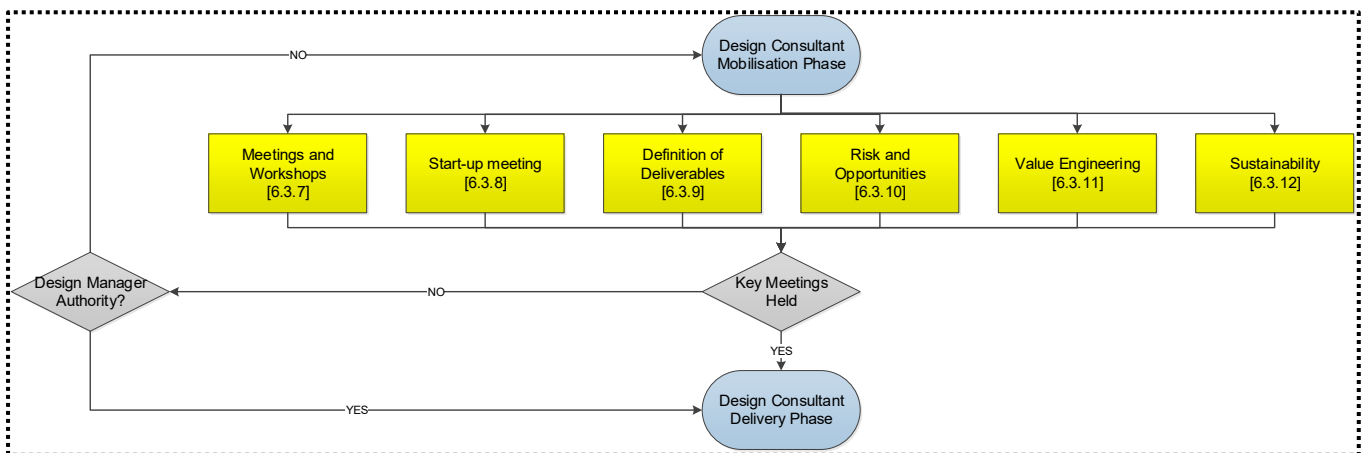 NO
Design Consultant
Mobilisation Phase
Meetings and
Workshops
[6.3.7]
Start-up meeting
[6.3.8]
Definition of
Deliverables
[6.3.9]
Risk and
Opportunities
[6.3.10]
Value Engineering
[6.3.11]
Sustainability
[6.3.12]
Design Manager
Authority?
NO
Key Meetings
Held
YES
YES
Design Consultant
Delivery Phase